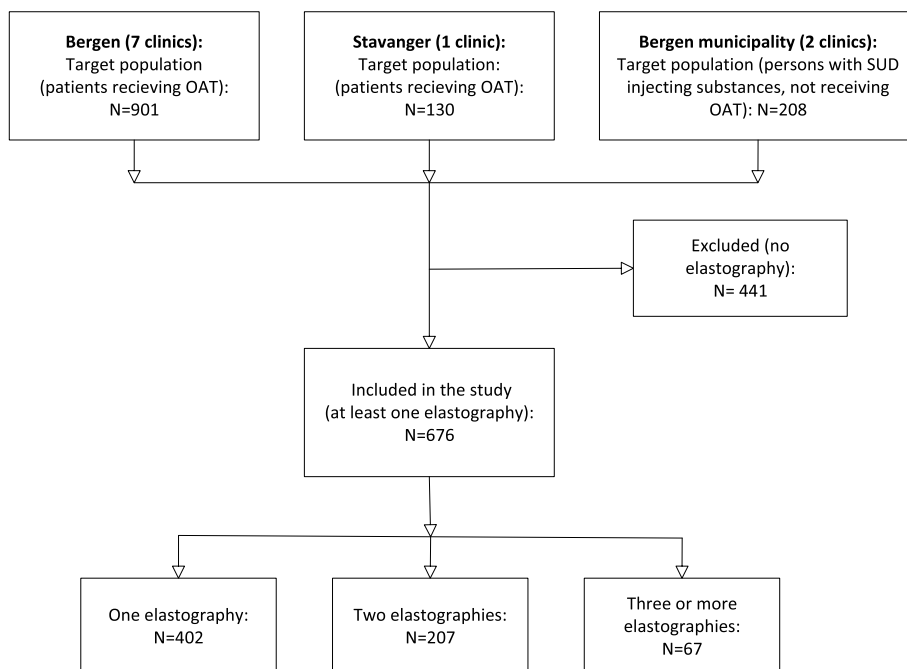 Bergen (7 clinics):
Target population
(patients recieving OAT):
N=901
Stavanger (1 clinic):
Target population:
(patients recieving OAT):
N=130
Bergen municipality (2 clinics):
Target population (persons with SUD
injecting substances, not receiving
OAT): N=208
Excluded (no
elastography):
N= 441
Included in the study
(at least one elastography):
N=676
One elastography:
N=402
Two elastographies:
N=207
Three or more
elastographies:
N=67